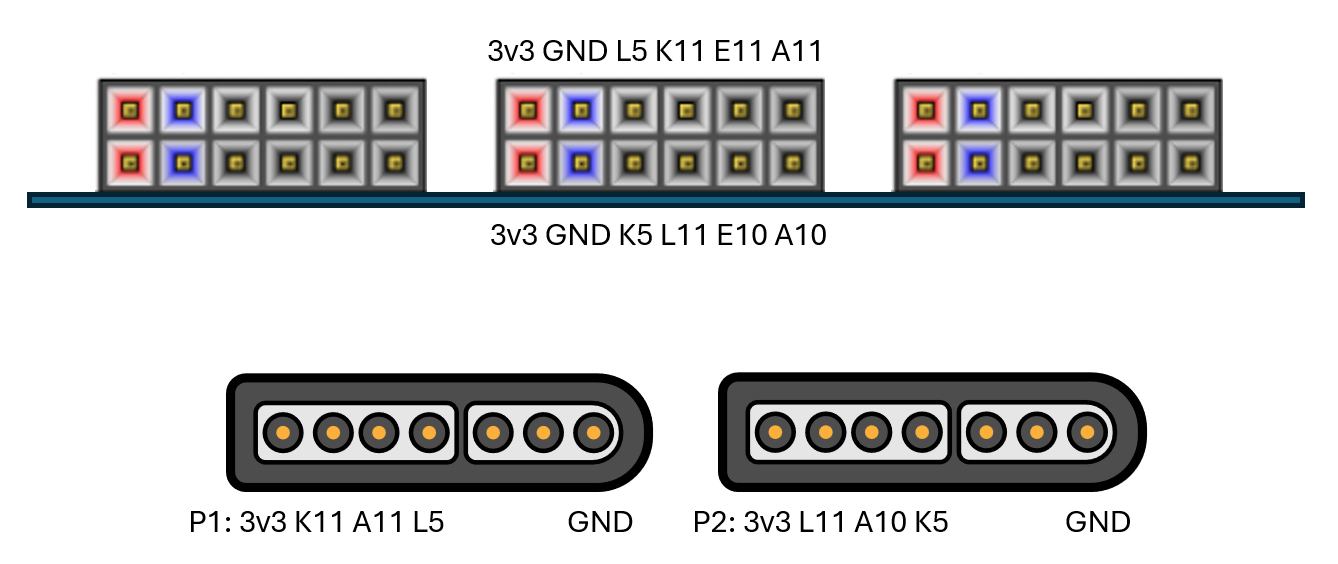 3v3 GND L5 K11 E11 A11
3v3 GND K5 L11 E10 A10
P1: 3v3 K11 A11 L5 GND
P2: 3v3 L11 A10 K5 GND